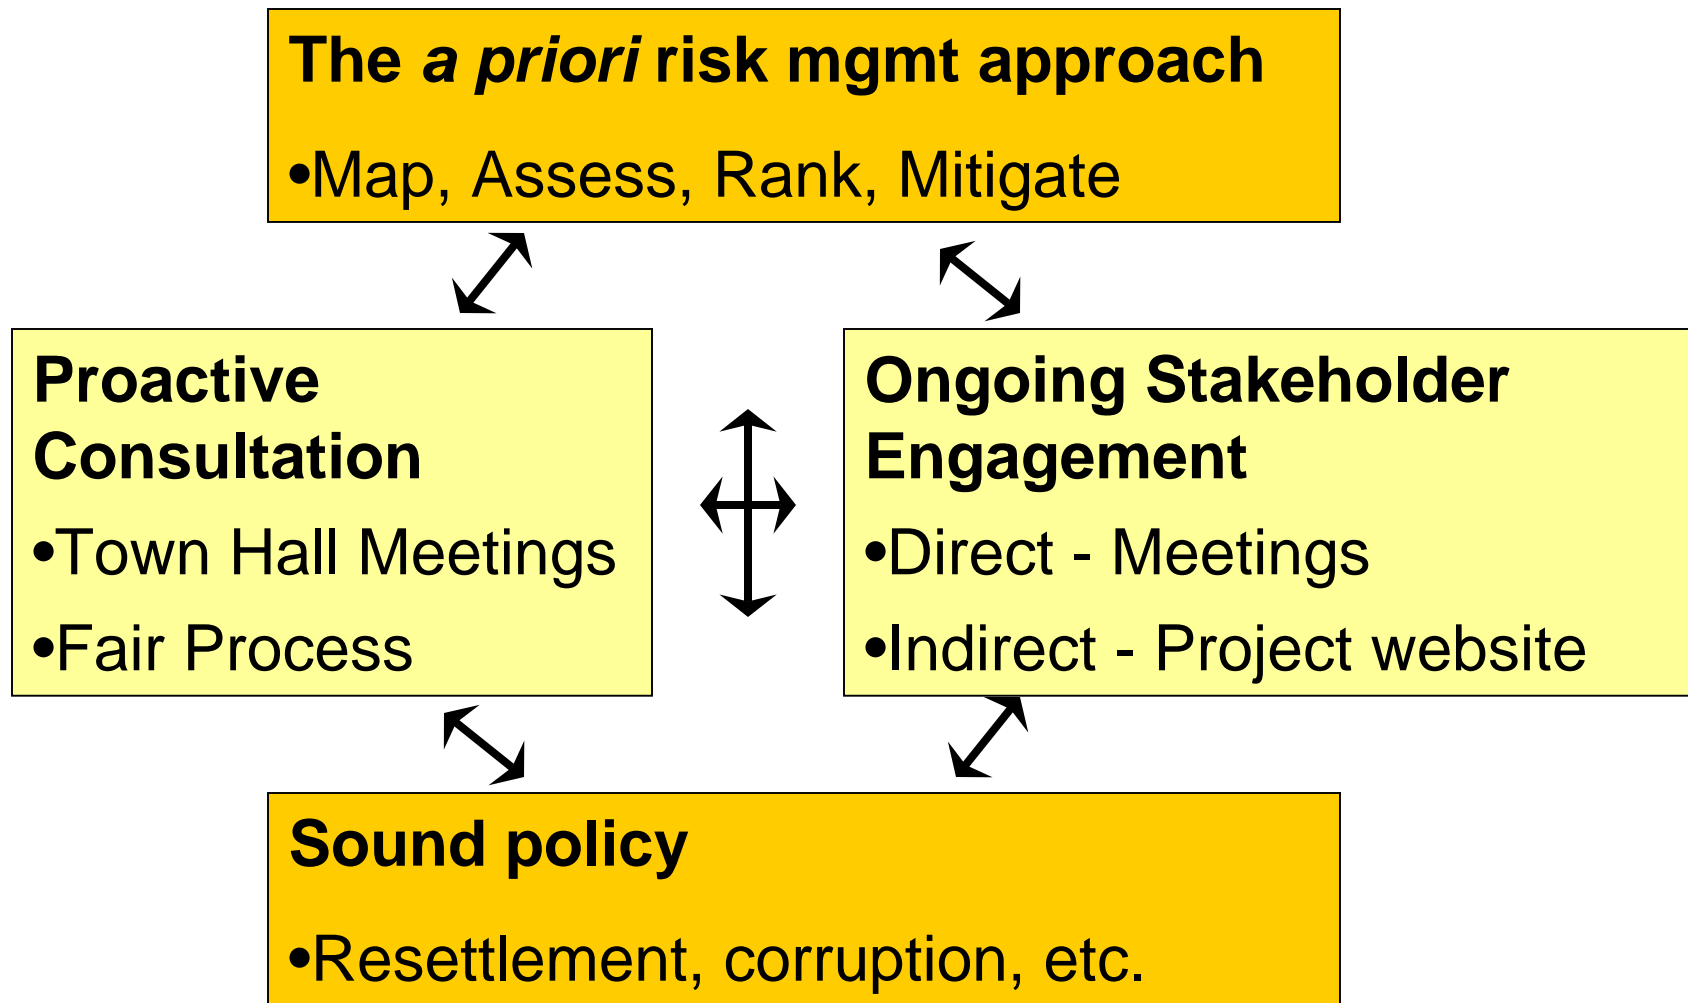 The a priori risk mgmt approach
•Map, Assess, Rank, Mitigate
Proactive
Consultation
•Town Hall Meetings
•Fair Process
Ongoing Stakeholder
Engagement
•Direct - Meetings
•Indirect - Project website
Sound policy
•Resettlement, corruption, etc.